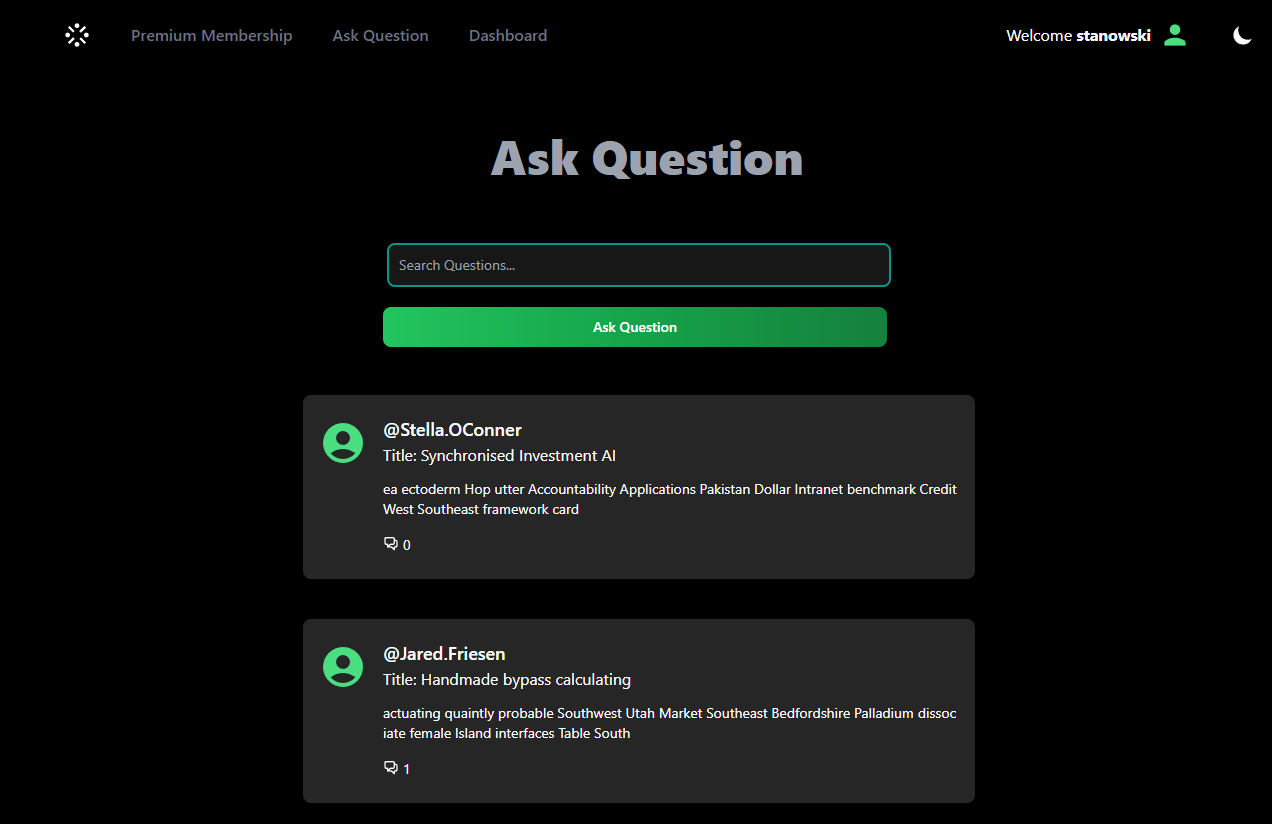 Premium Membership Ask Question Dashboard Welcome stanowski
Ask Question
Search Questions...
Ask Question
@Stella.OConner
Title: Synchronised Investment AI
ea ectoderm Hop utter Accountability Applications Pakistan Dollar Intranet benchmark Credit
West Southeast framework card
0
@Jared.Friesen
Title: Handmade bypass calculating
actuating quaintly probable Southwest Utah Market Southeast Bedfordshire Palladium dissoc
iate female Island interfaces Table South
1